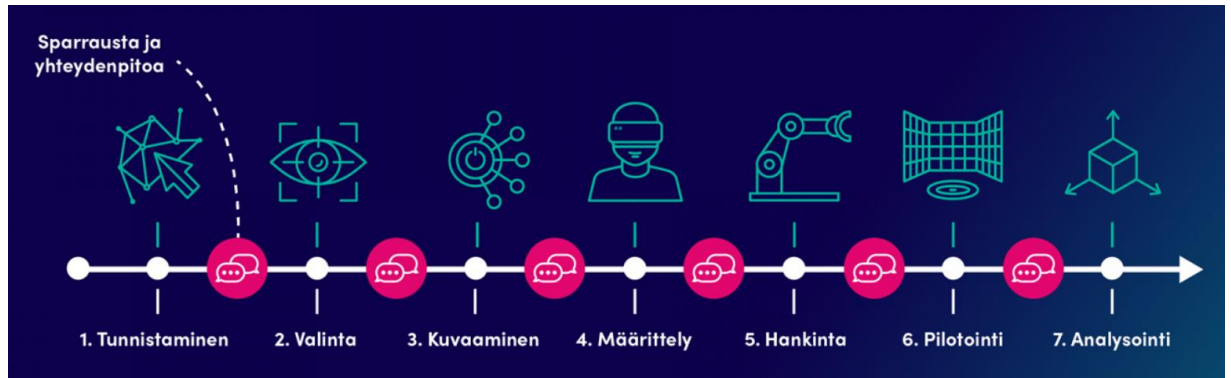 Sparrausta ja
yhteydenpitoa
1. Tunnistaminen
2. Valinta
3. Kuvaaminen
4. Määrittely
5. Hankinta
6. Pilotointi
7. Analysointi